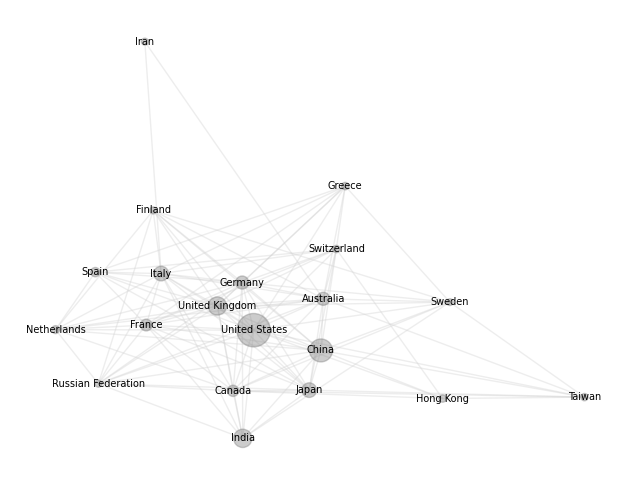 Iran
Greece
Finland
Switzerland
Spain
Italy
Germany
Australia
Sweden
United Kingdom
Netherlands
France
United States
China
Russian Federation
Canada
Japan
Hong Kong
Taiwan
India